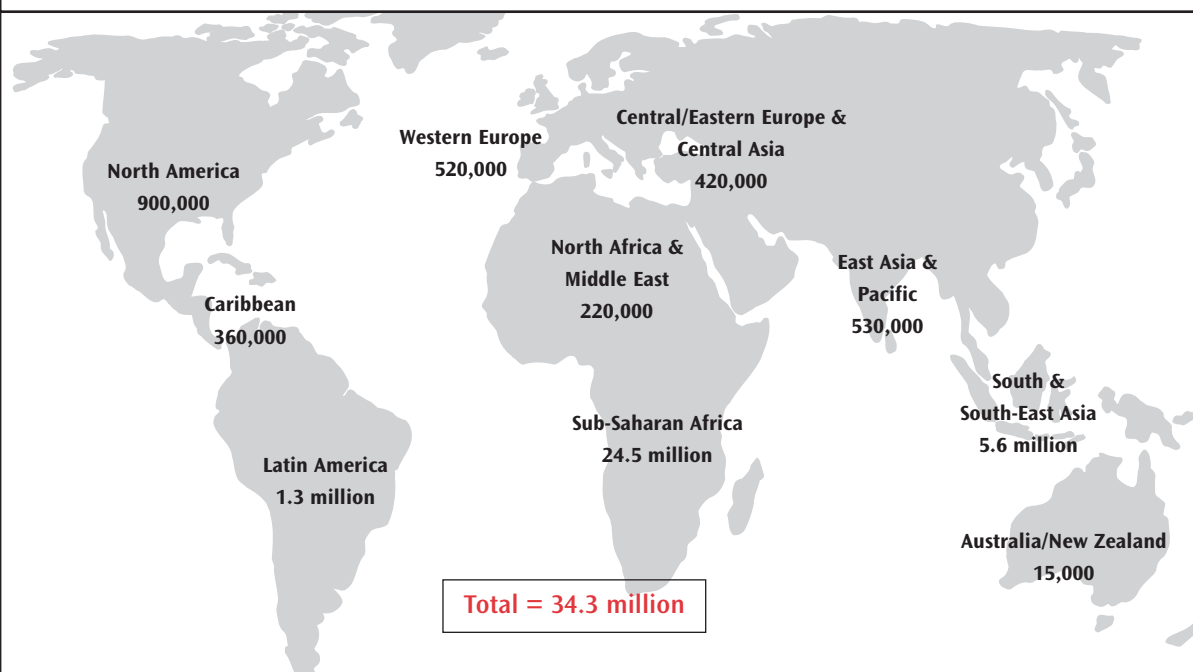 North America
900,000
Western Europe
520,000
Central/Eastern Europe &
Central Asia
420,000
North Africa &
Middle East
220,000
East Asia &
Pacific
530,000
Caribbean
360,000
South &
South-East Asia
5.6 million
Sub-Saharan Africa
24.5 million
Latin America
1.3 million
Australia/New Zealand
15,000
Total = 34.3 million